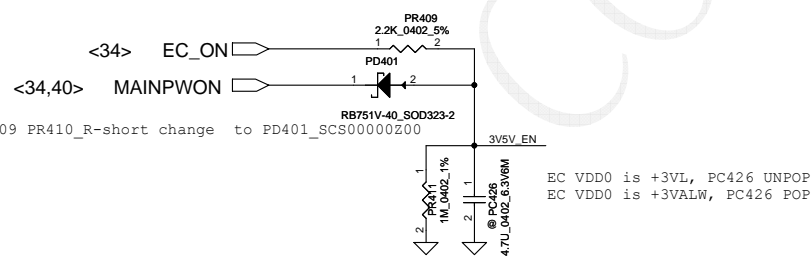 PR409
2.2K_0402_5%
<34> EC_ON 1 2
PD401
<34,40> MAINPWON 1 2
RB751V-40_SOD323-2
09 PR410_R-short change to PD401_SCS00000Z00
3V5V_EN
1
2
PR411
1M_0402_1%
1
2
@ PC426
4.7U_0402_6.3V6M
EC VDD0 is +3VL, PC426 UNPOP
EC VDD0 is +3VALW, PC426 POP